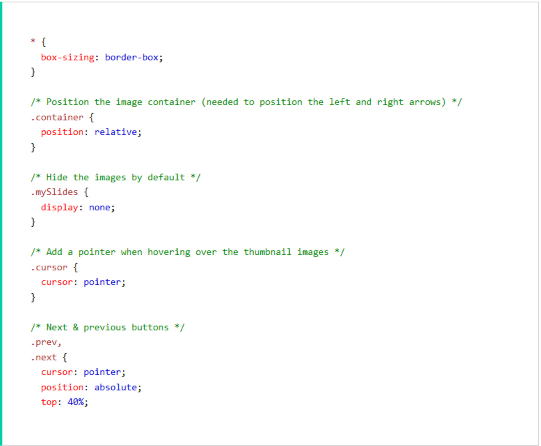 * {
  box-sizing: border-box;
}

/* Position the image container (needed to position the left and right arrows) */
.container {
  position: relative;
}

/* Hide the images by default */
.mySlides {
  display: none;
}

/* Add a pointer when hovering over the thumbnail images */
.cursor {
  cursor: pointer;
}

/* Next & previous buttons */
.prev,
.next {
  cursor: pointer;
  position: absolute;
  top: 40%;